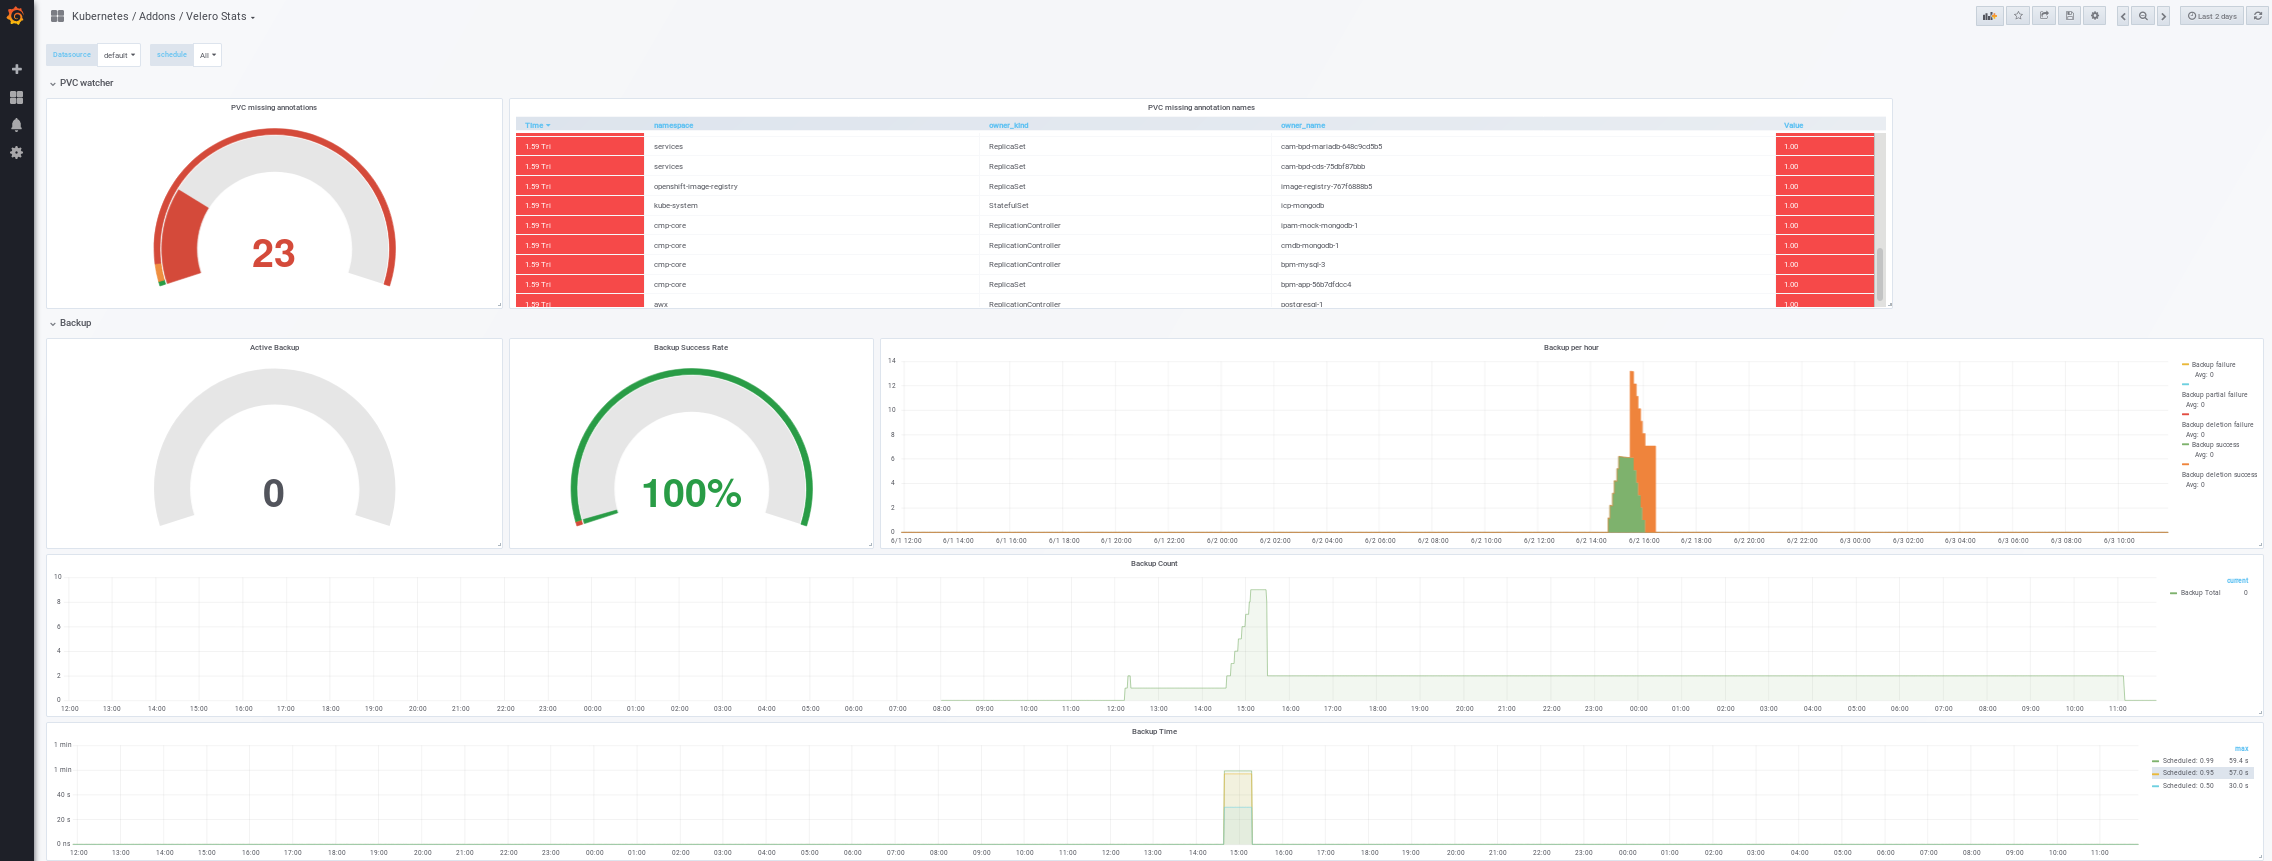 Kubernetes / Addons / Velero Stats
Last 2 days
Datasource default schedule All
PVC watcher
PVC missing annotations
23
PVC missing annotation names
Time namespace owner_kind owner_name Value
1.59 Tri services ReplicaSet cam-bpd-mariadb-648c9cd5b5 1.00
1.59 Tri services ReplicaSet cam-bpd-cds-75dbf87bbb 1.00
1.59 Tri openshift-image-registry ReplicaSet image-registry-767f6888b5 1.00
1.59 Tri kube-system StatefulSet icp-mongodb 1.00
1.59 Tri cmp-core ReplicationController ipam-mock-mongodb-1 1.00
1.59 Tri cmp-core ReplicationController cmdb-mongodb-1 1.00
1.59 Tri cmp-core ReplicationController bpm-mysql-3 1.00
1.59 Tri cmp-core ReplicaSet bpm-app-56b7dfdcc4 1.00
1.59 Tri awx ReplicationController postgresql-1 1.00
Backup
Active Backup
0
Backup Success Rate
100%
Backup per hour
14
12
10
8
6
4
2
0
6/1 12:00 6/1 14:00 6/1 16:00 6/1 18:00 6/1 20:00 6/1 22:00 6/2 00:00 6/2 02:00 6/2 04:00 6/2 06:00 6/2 08:00 6/2 10:00 6/2 12:00 6/2 14:00 6/2 16:00 6/2 18:00 6/2 20:00 6/2 22:00 6/3 00:00 6/3 02:00 6/3 04:00 6/3 06:00 6/3 08:00 6/3 10:00
Backup failure
Avg: 0
Backup partial failure
Avg: 0
Backup deletion failure
Avg: 0
Backup success
Avg: 0
Backup deletion success
Avg: 0
Backup Count
10
8
6
4
2
0
12:00 13:00 14:00 15:00 16:00 17:00 18:00 19:00 20:00 21:00 22:00 23:00 00:00 01:00 02:00 03:00 04:00 05:00 06:00 07:00 08:00 09:00 10:00 11:00 12:00 13:00 14:00 15:00 16:00 17:00 18:00 19:00 20:00 21:00 22:00 23:00 00:00 01:00 02:00 03:00 04:00 05:00 06:00 07:00 08:00 09:00 10:00 11:00
current
Backup Total 0
Backup Time
1 min
1 min
40 s
20 s
0 ns
12:00 13:00 14:00 15:00 16:00 17:00 18:00 19:00 20:00 21:00 22:00 23:00 00:00 01:00 02:00 03:00 04:00 05:00 06:00 07:00 08:00 09:00 10:00 11:00 12:00 13:00 14:00 15:00 16:00 17:00 18:00 19:00 20:00 21:00 22:00 23:00 00:00 01:00 02:00 03:00 04:00 05:00 06:00 07:00 08:00 09:00 10:00 11:00
max
Scheduled: 0.99 59.4 s
Scheduled: 0.95 57.0 s
Scheduled: 0.50 30.0 s